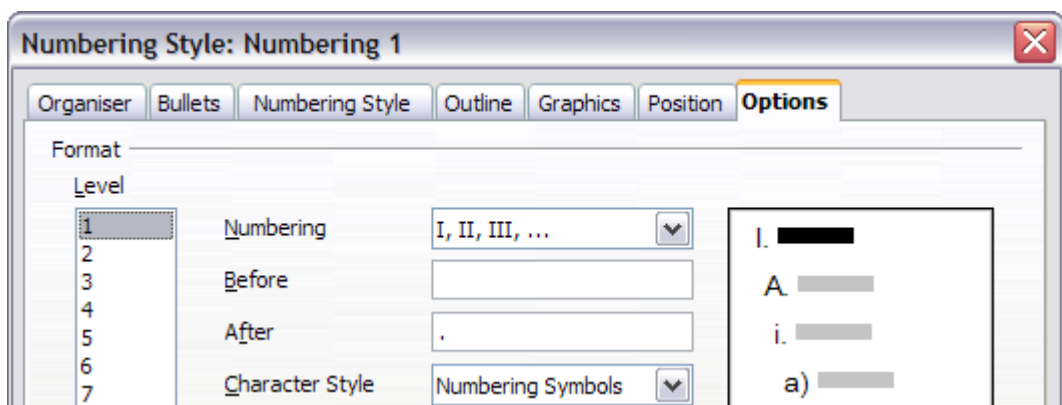 Numbering Style: Numbering 1
Organiser Bullets Numbering Style Outline Graphics Position Options
Format
Level
1
2
3
4
5
6
7
Numbering I, II, III, ...
Before
After .
Character Style Numbering Symbols
I.
A.
i.
a)